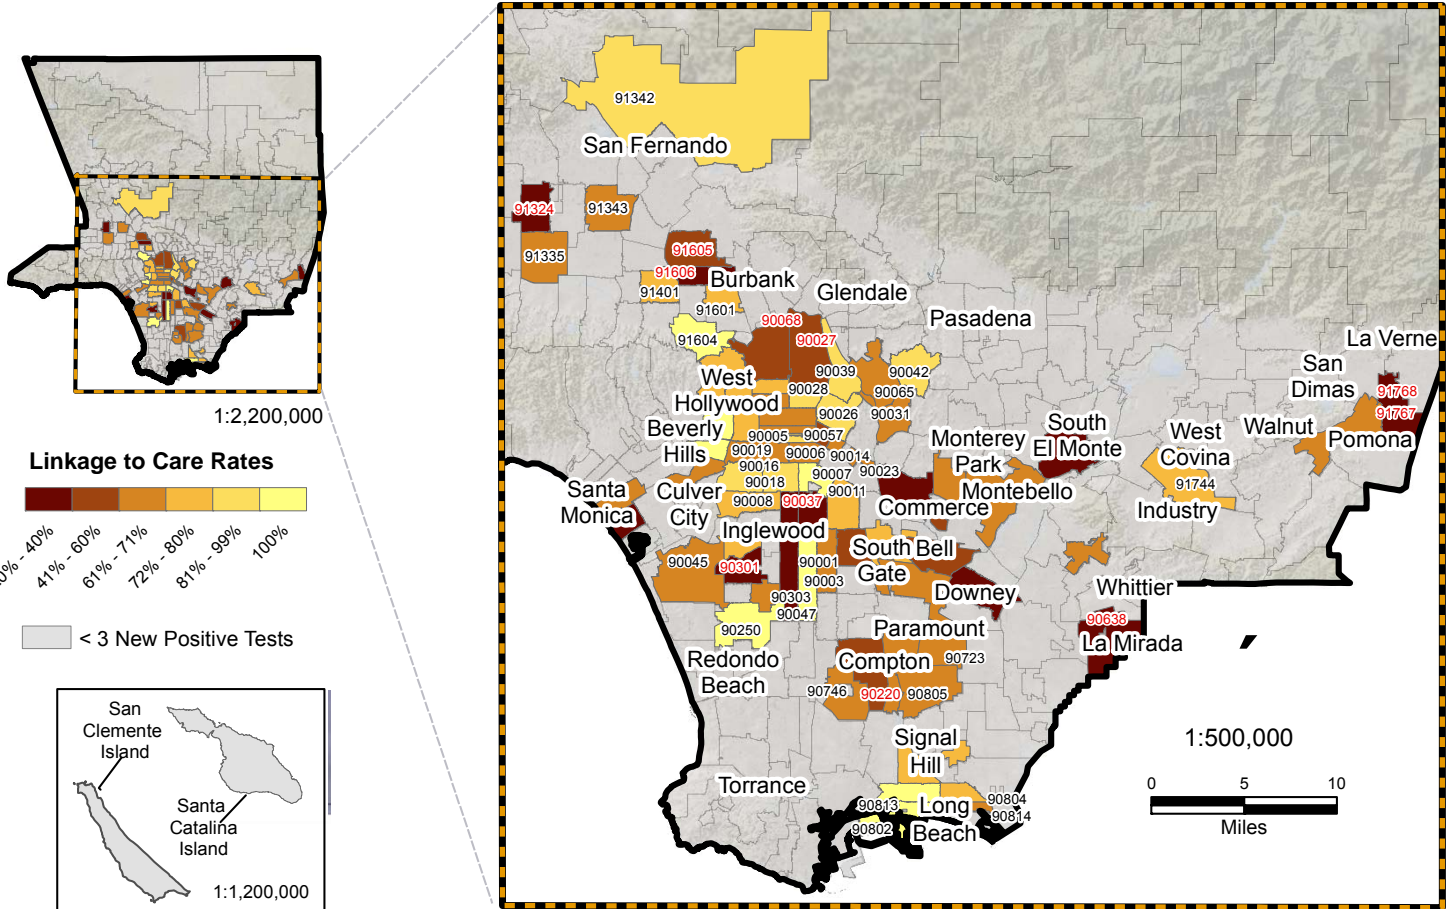 1:2,200,000
Linkage to Care Rates
41% - 60%
61% - 71%
72% - 80%
81% - 99%
100%
< 3 New Positive Tests
San
Clemente
Island
Santa
Catalina
Island
1:1,200,000
91342
San Fernando
91324
91343
91335
91605
91606
91401
Burbank
91601
Glendale
90068
90027
91604
Pasadena
La Verne
90039
90042
West
Hollywood
90028
90065
San
Dimas
91768
90026
90031
91767
Beverly
Hills
90005
90057
90019
90006
90014
Monterey
Park
South
El Monte
West
Covina
Walnut
Pomona
90016
90018
90007
90023
90011
91744
Industry
Santa
Monica
Culver
City
90008
90037
Commerce
Montebello
Inglewood
90045
90301
90001
90003
South
Gate
Bell
90303
90047
Downey
Whittier
90250
Paramount
90638
La Mirada
Redondo
Beach
Compton
90723
90746
90220
90805
Signal
Hill
1:500,000
Torrance
90813
Long
Beach
90804
90814
90802
0
5
10
Miles